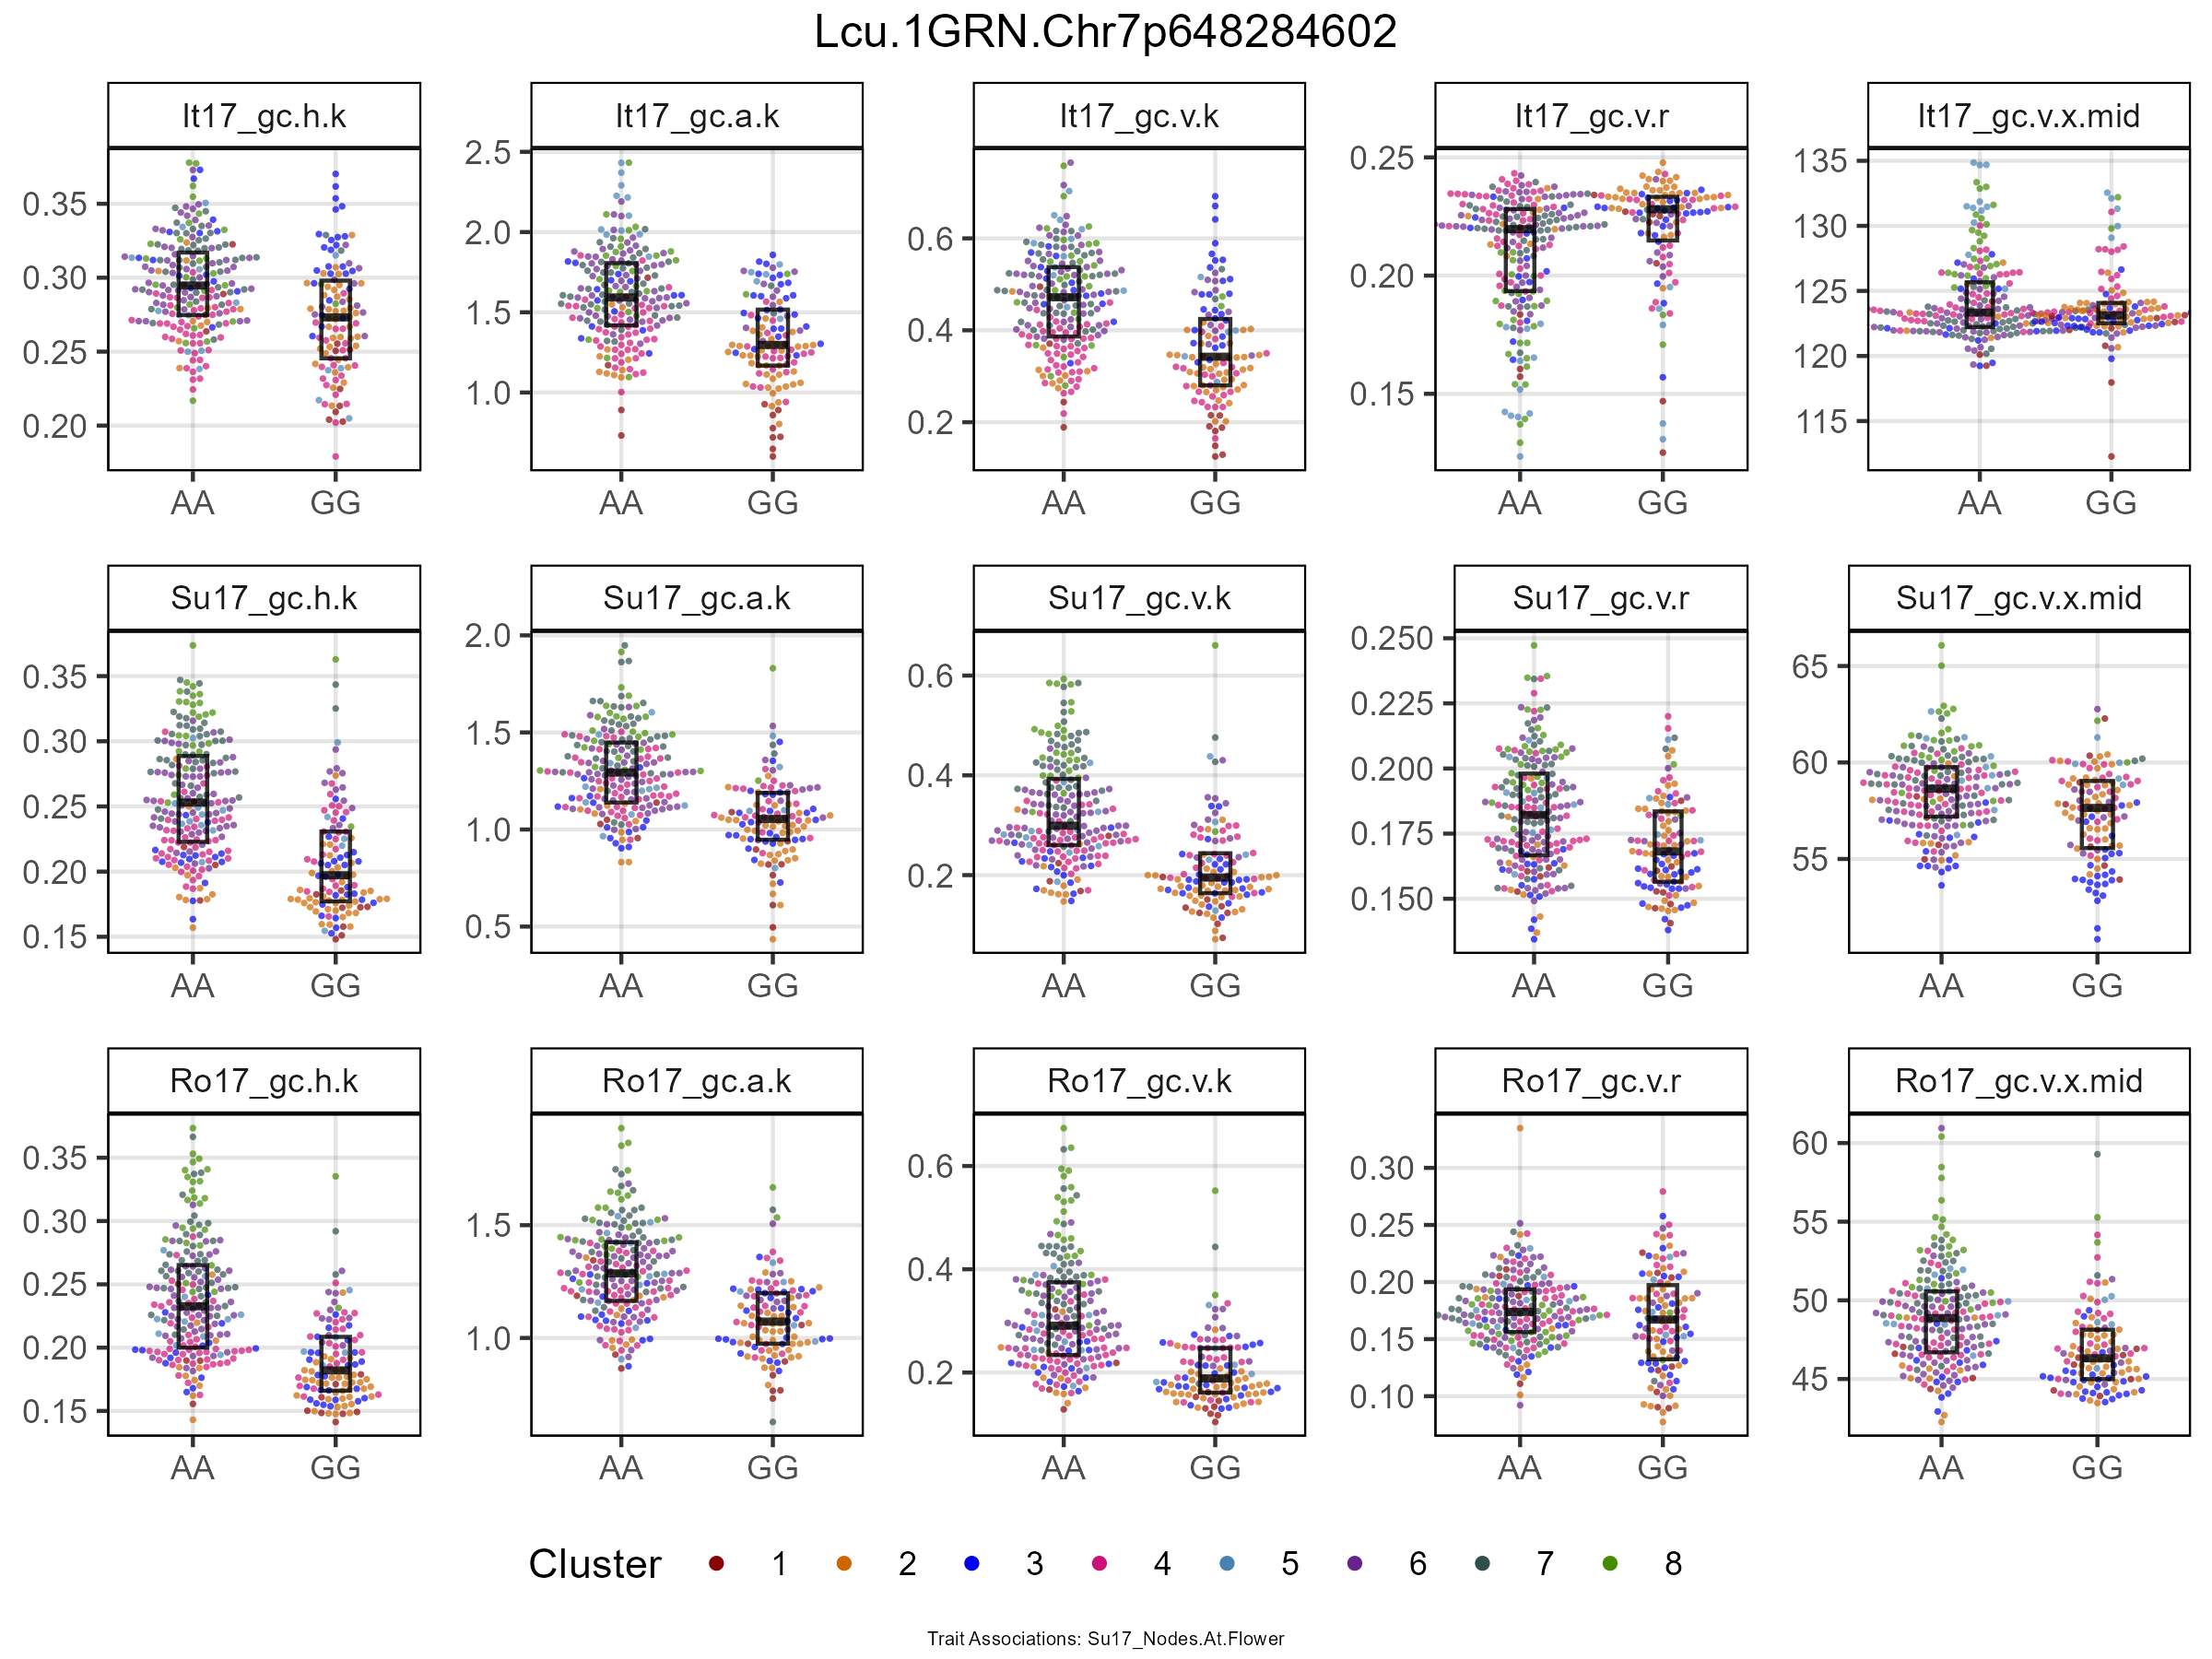 Lcu.1GRN.Chr7p648284602
It17_gc.h.k It17_gc.a.k It17_gc.v.k It17_gc.v.r It17_gc.v.x.mid
0.35 0.30 0.25 0.20
2.5 2.0 1.5 1.0
0.6 0.4 0.2
0.25 0.20 0.15
135 130 125 120 115
AA GG AA GG AA GG AA GG AA GG
Su17_gc.h.k Su17_gc.a.k Su17_gc.v.k Su17_gc.v.r Su17_gc.v.x.mid
0.35 0.30 0.25 0.20 0.15
2.0 1.5 1.0 0.5
0.6 0.4 0.2
0.250 0.225 0.200 0.175 0.150
65 60 55
AA GG AA GG AA GG AA GG AA GG
Ro17_gc.h.k Ro17_gc.a.k Ro17_gc.v.k Ro17_gc.v.r Ro17_gc.v.x.mid
0.35 0.30 0.25 0.20 0.15
1.5 1.0
0.6 0.4 0.2
0.30 0.25 0.20 0.15 0.10
60 55 50 45
AA GG AA GG AA GG AA GG AA GG
Cluster 1 2 3 4 5 6 7 8
Trait Associations: Su17_Nodes.At.Flower